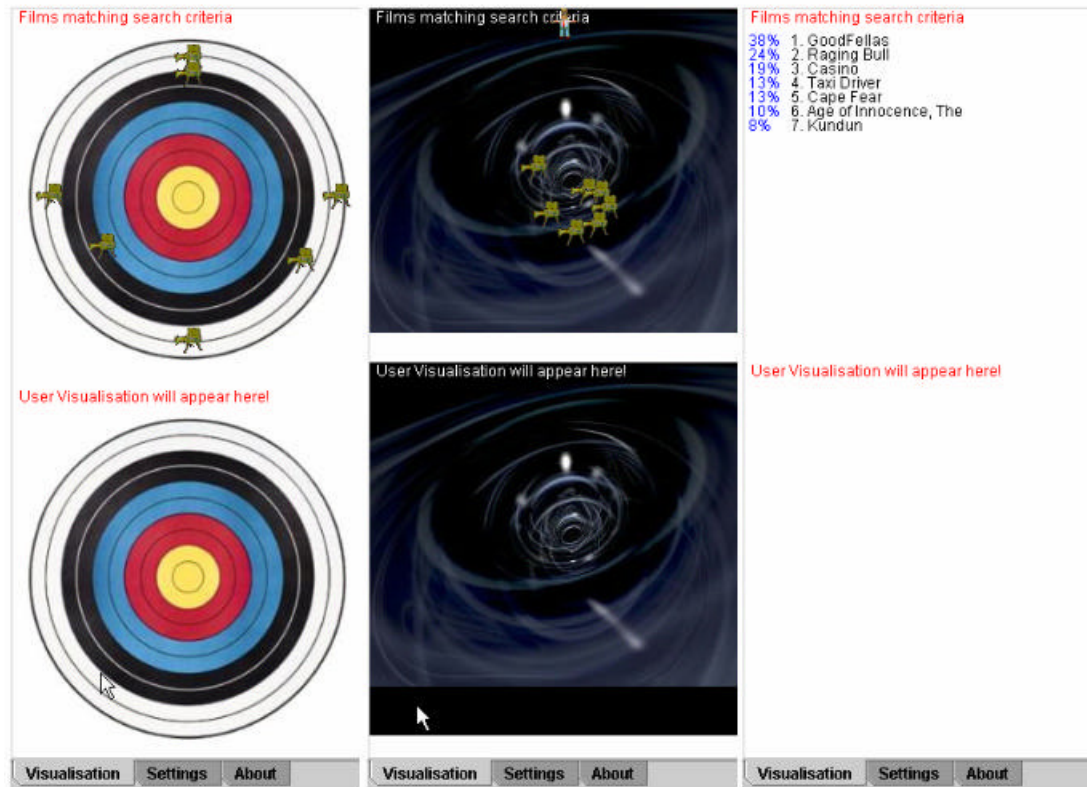 Films matching search criteria
User Visualisation will appear here!
Visualisation Settings About
Films matching search criteria
User Visualisation will appear here!
Visualisation Settings About
Films matching search criteria
38% 1. GoodFellas
24% 2. Raging Bull
19% 3. Casino
13% 4. Taxi Driver
13% 5. Cape Fear
10% 6. Age of Innocence, The
8% 7. Kundun
User Visualisation will appear here!
Visualisation Settings About